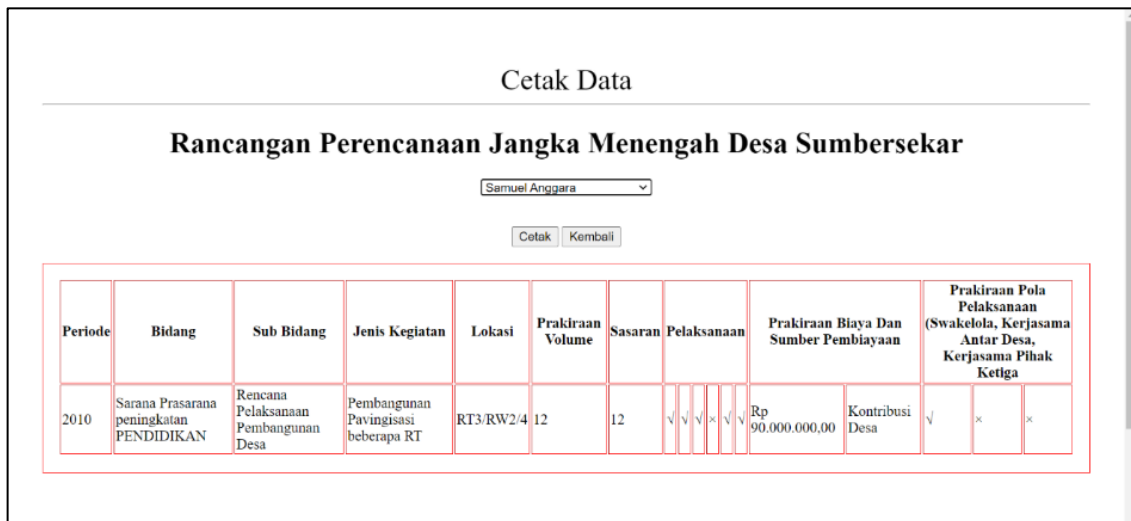 Cetak Data
Rancangan Perencanaan Jangka Menengah Desa Sumbersekar
Samuel Anggara
Cetak Kembali
Periode
Bidang
Sub Bidang
Jenis Kegiatan
Lokasi
Prakiraan
Volume
Sasaran
Pelaksanaan
Prakiraan Biaya Dan
Sumber Pembiayaan
Prakiraan Pola
Pelaksanaan
(Swakelola, Kerjasama
Antar Desa,
Kerjasama Pihak
Ketiga
2010
Sarana Prasarana
peningkatan
PENDIDIKAN
Rencana
Pelaksanaan
Pembangunan
Desa
Pembangunan
Pavingisasi
beberapa RT
RT3/RW2/4
12
12
√ √ √ × √ √
Rp
90.000.000,00
Kontribusi
Desa
√ × ×